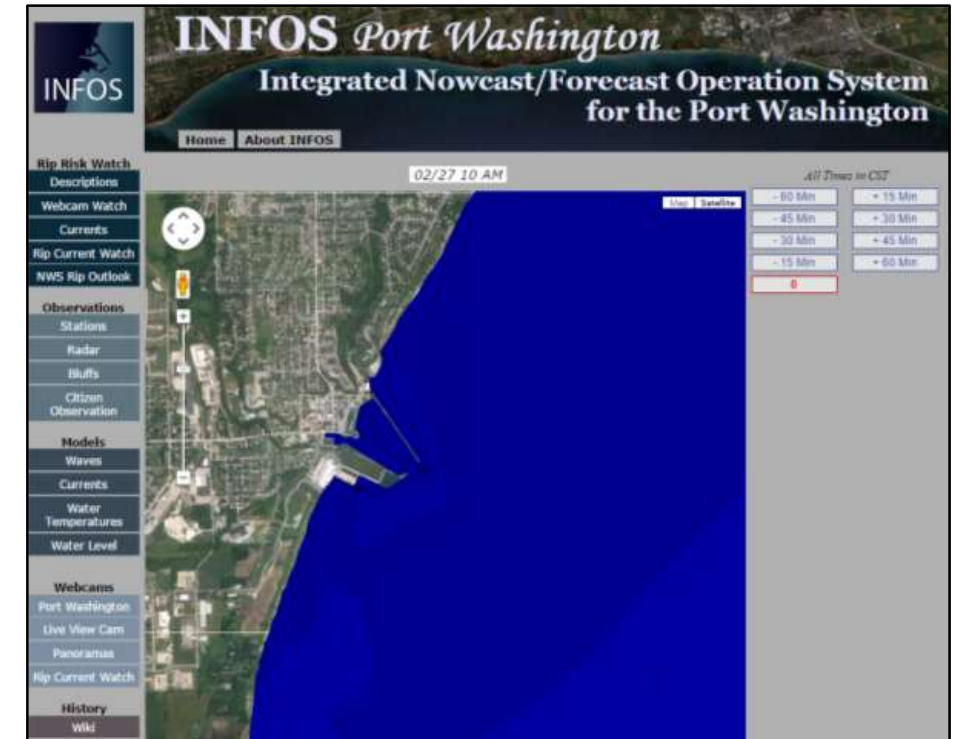 INFOS
INFOS Port Washington
Integrated Nowcast/Forecast Operation System
for the Port Washington
Home
About INFOS
Rip Risk Watch
Descriptions
Webcam Watch
Currents
Rip Current Watch
NWS Rip Outlook
Observations
Stations
Radar
Bluffs
Citizen
Observation
Models
Waves
Currents
Water
Temperatures
Water Level
Webcams
Port Washington
Live View Cam
Panoramas
Rip Current Watch
History
Wiki
02/27 10 AM
Map
Satellite
All Times in CST
- 60 Min
+ 15 Min
- 45 Min
+ 30 Min
- 30 Min
+ 45 Min
- 15 Min
+ 60 Min
0